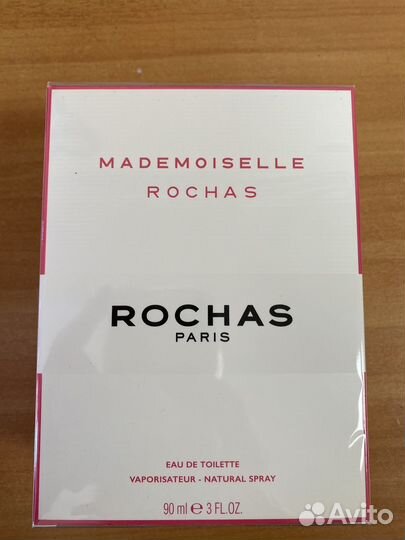 MADEMOISELLE
ROCHAS
ROCHAS
PARIS
EAU DE TOILETTE
VAPORISATEUR - NATURAL SPRAY
90 ml ℮ 3 FL.OZ.
Avito